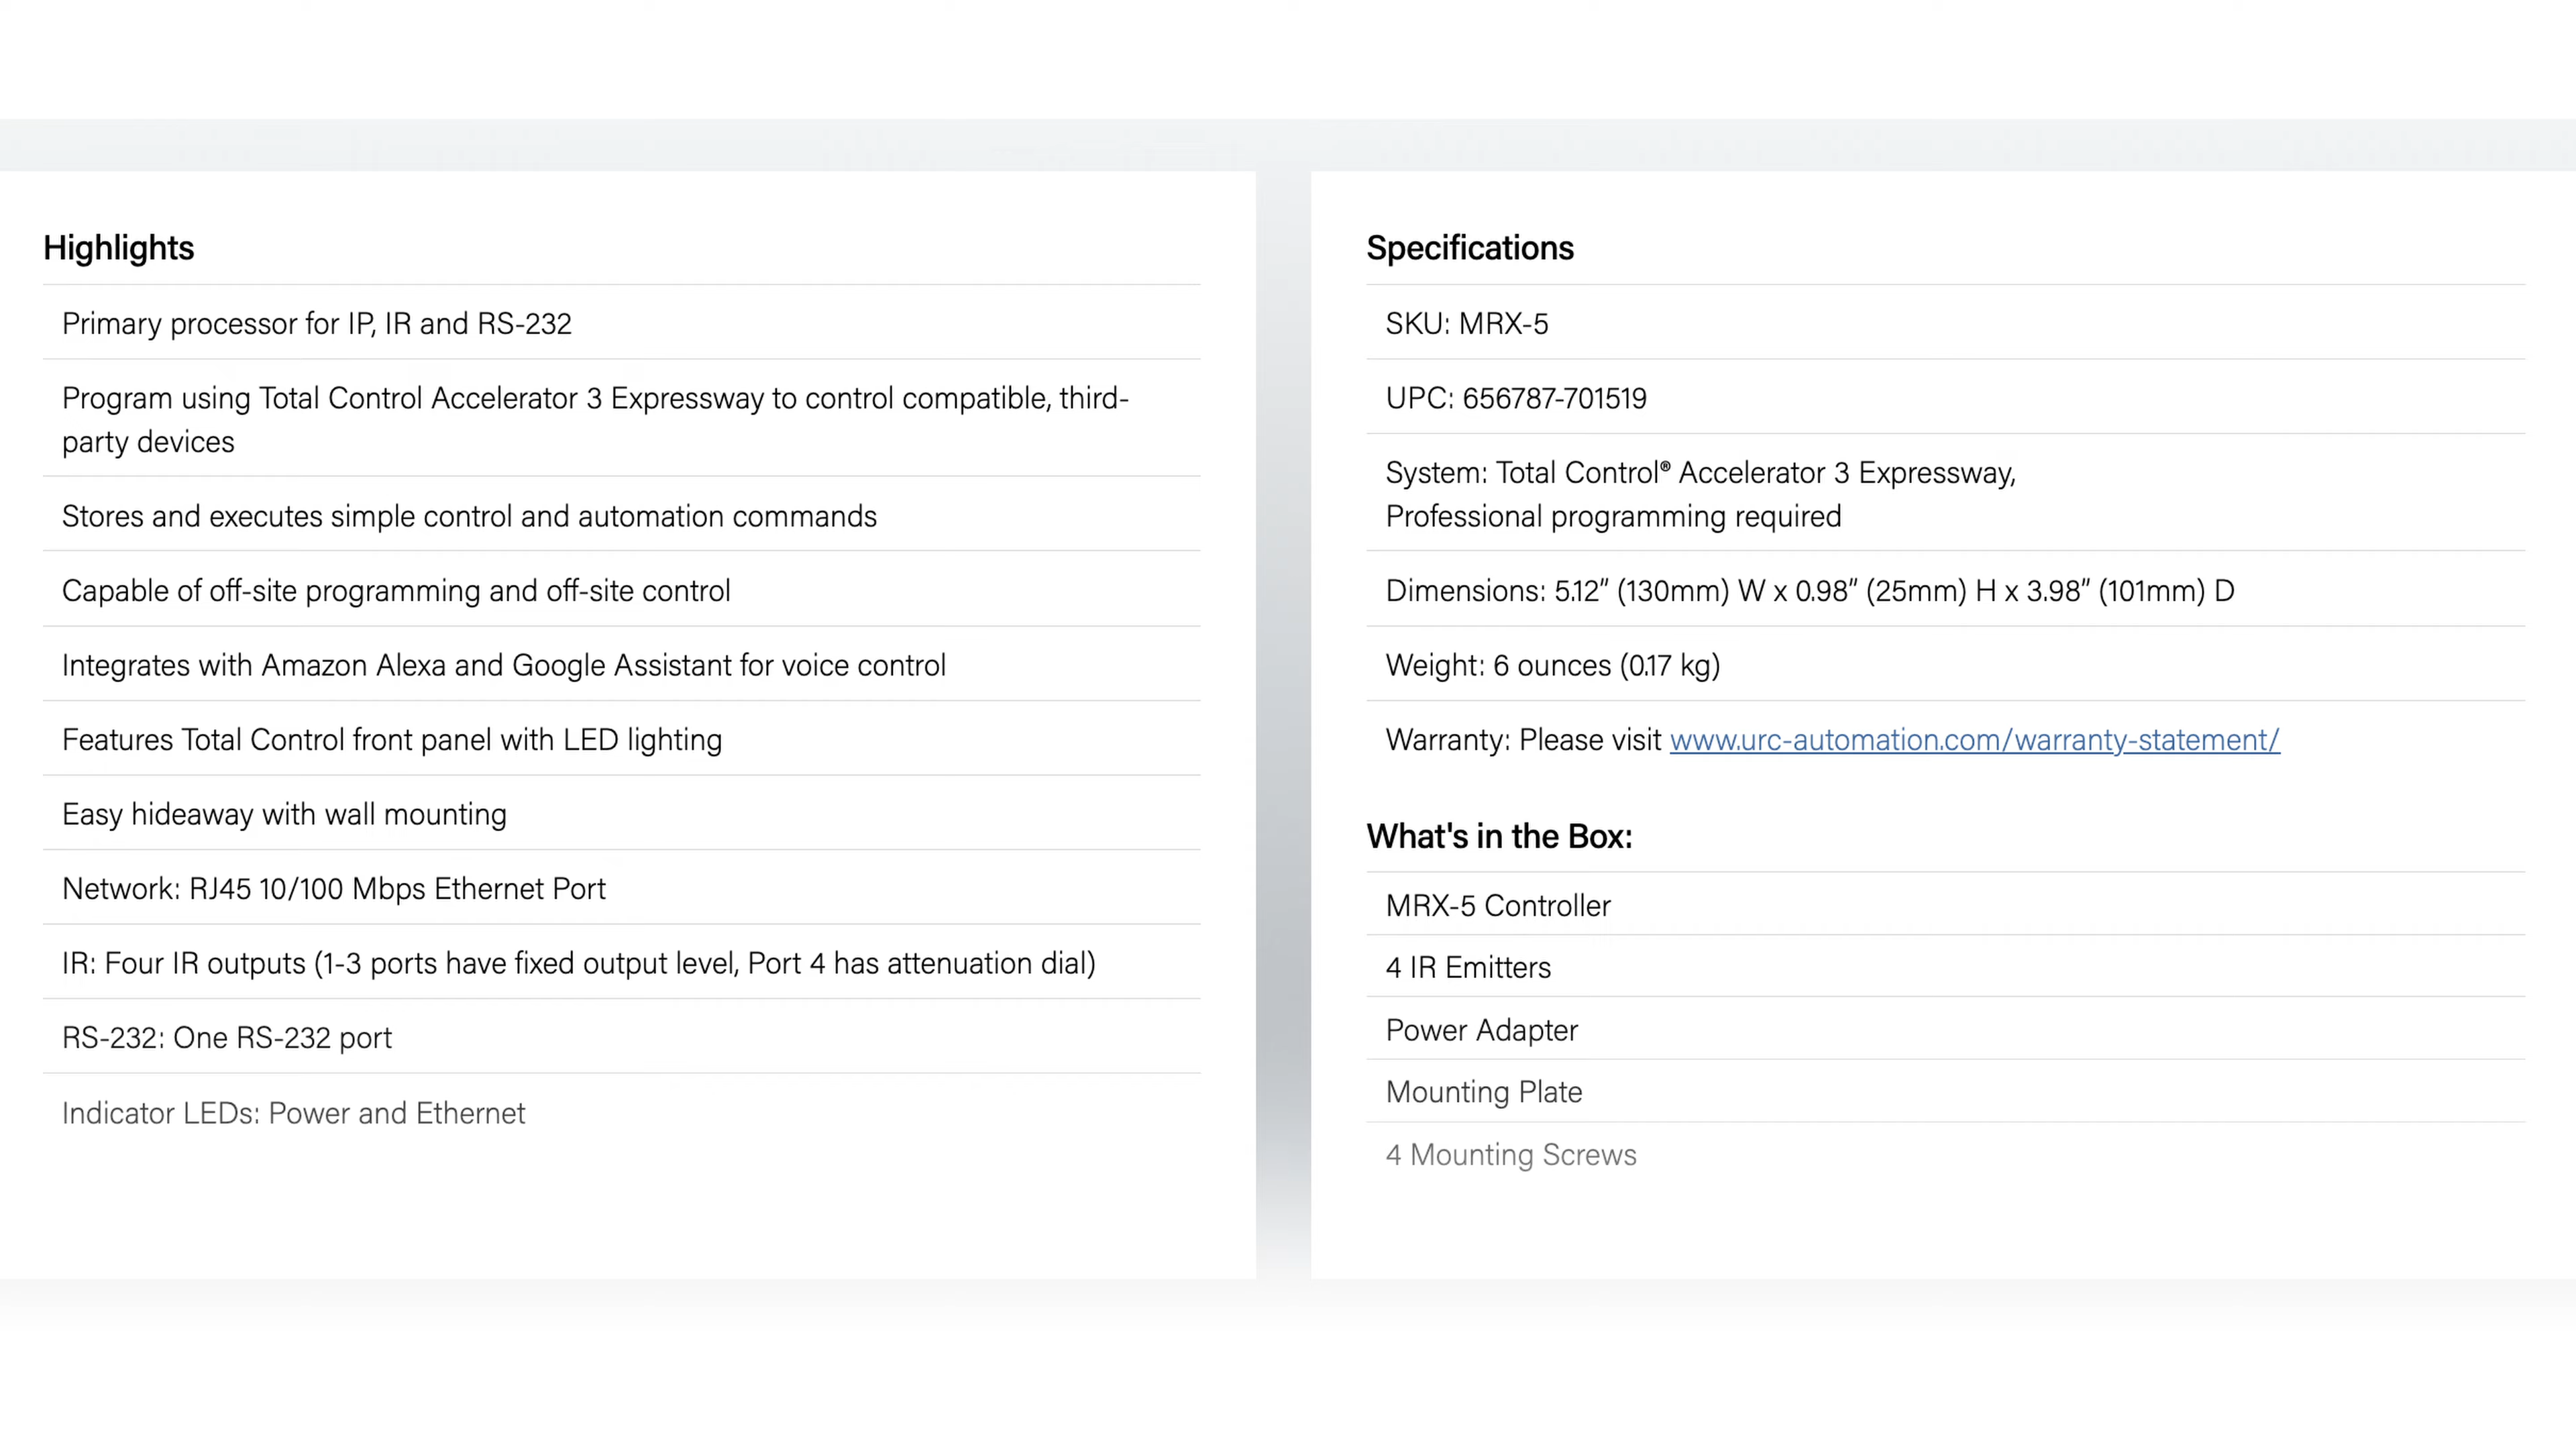 Highlights
Primary processor for IP, IR and RS-232
Program using Total Control Accelerator 3 Expressway to control compatible, third-
party devices
Stores and executes simple control and automation commands
Capable of off-site programming and off-site control
Integrates with Amazon Alexa and Google Assistant for voice control
Features Total Control front panel with LED lighting
Easy hideaway with wall mounting
Network: RJ45 10/100 Mbps Ethernet Port
IR: Four IR outputs (1-3 ports have fixed output level, Port 4 has attenuation dial)
RS-232: One RS-232 port
Indicator LEDs: Power and Ethernet
Specifications
SKU: MRX-5
UPC: 656787-701519
System: Total Control® Accelerator 3 Expressway,
Professional programming required
Dimensions: 5.12” (130mm) W x 0.98” (25mm) H x 3.98” (101mm) D
Weight: 6 ounces (0.17 kg)
Warranty: Please visit www.urc-automation.com/warranty-statement/
What's in the Box:
MRX-5 Controller
4 IR Emitters
Power Adapter
Mounting Plate
4 Mounting Screws